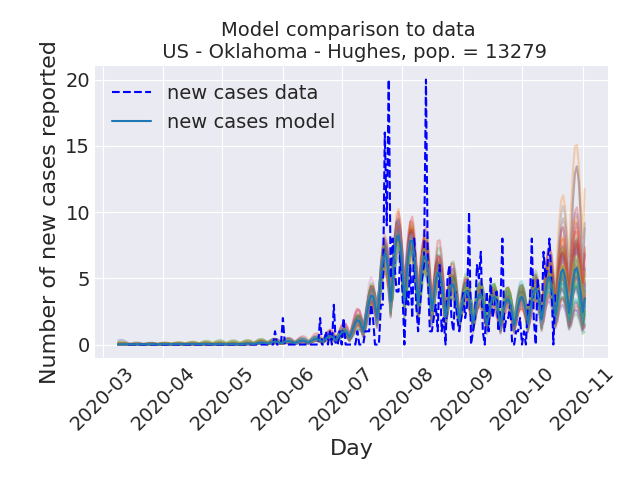 Model comparison to data
US - Oklahoma - Hughes, pop. = 13279
Number of new cases reported
20
15
10
5
0
new cases data
new cases model
2020-03
2020-04
2020-05
2020-06
2020-07
2020-08
2020-09
2020-10
2020-11
Day